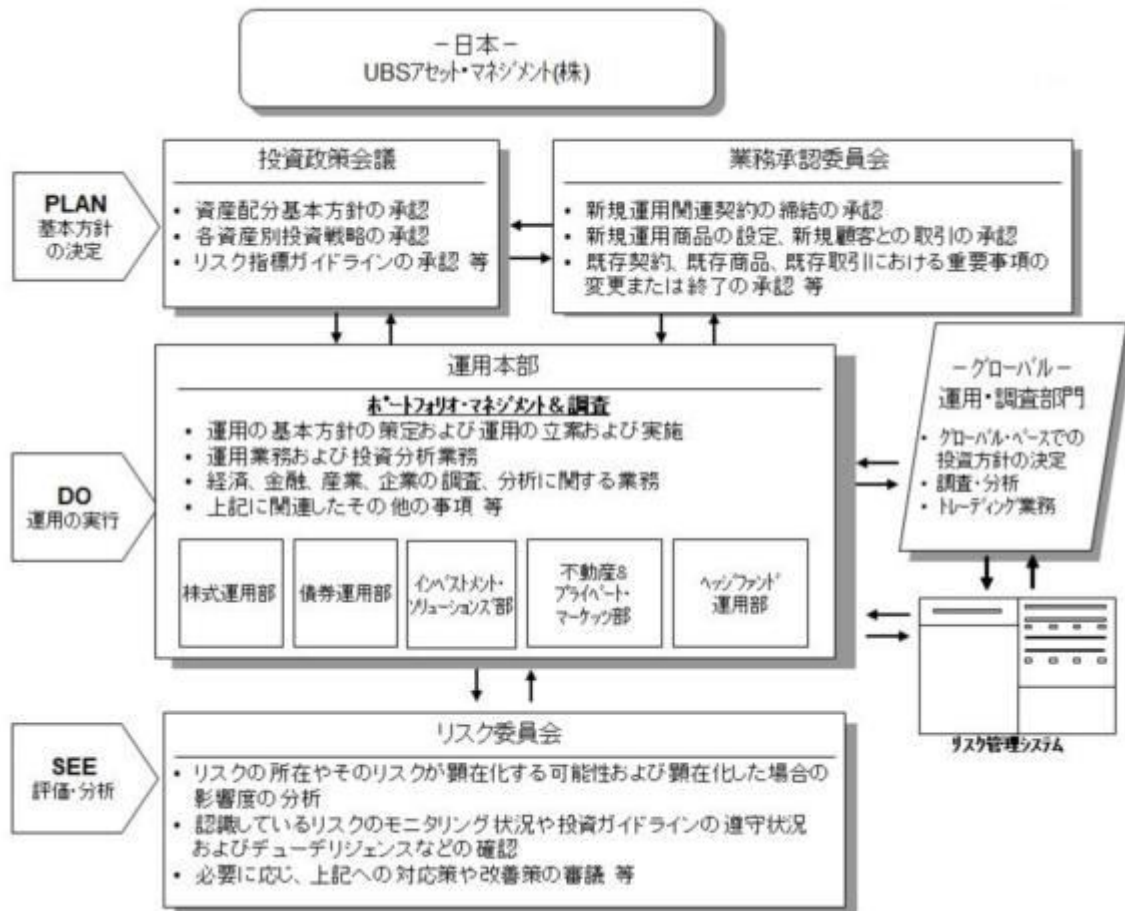 －日本－
UBSアセット・マネジメント(株)
投資政策会議
・ 資産配分基本方針の承認
・ 各資産別投資戦略の承認
・ リスク指標ガイドラインの承認 等
業務承認委員会
・ 新規運用関連契約の締結の承認
・ 新規運用商品の設定、新規顧客との取引の承認
・ 既存契約、既存商品、既存取引における重要事項の
変更または終了の承認 等
PLAN
基本方針
の決定
運用本部
ポートフォリオ・マネジメント＆調査
・ 運用の基本方針の策定および運用の立案および実施
・ 運用業務および投資分析業務
・ 経済、金融、産業、企業の調査、分析に関する業務
・ 上記に関連したその他の事項 等
DO
運用の実行
株式運用部
債券運用部
インベストメント・
ソリューションズ部
不動産＆
プライベート・
マーケッツ部
ヘッジファンド
運用部
－グローバル－
運用・調査部門
・ グローバル・ベースでの
投資方針の決定
・ 調査・分析
・ トレーディング業務
リスク管理システム
SEE
評価・分析
リスク委員会
・ リスクの所在やそのリスクが顕在化する可能性および顕在化した場合の
影響度の分析
・ 認識しているリスクのモニタリング状況や投資ガイドラインの遵守状況
およびデューデリジェンスなどの確認
・ 必要に応じ、上記への対応策や改善策の審議 等